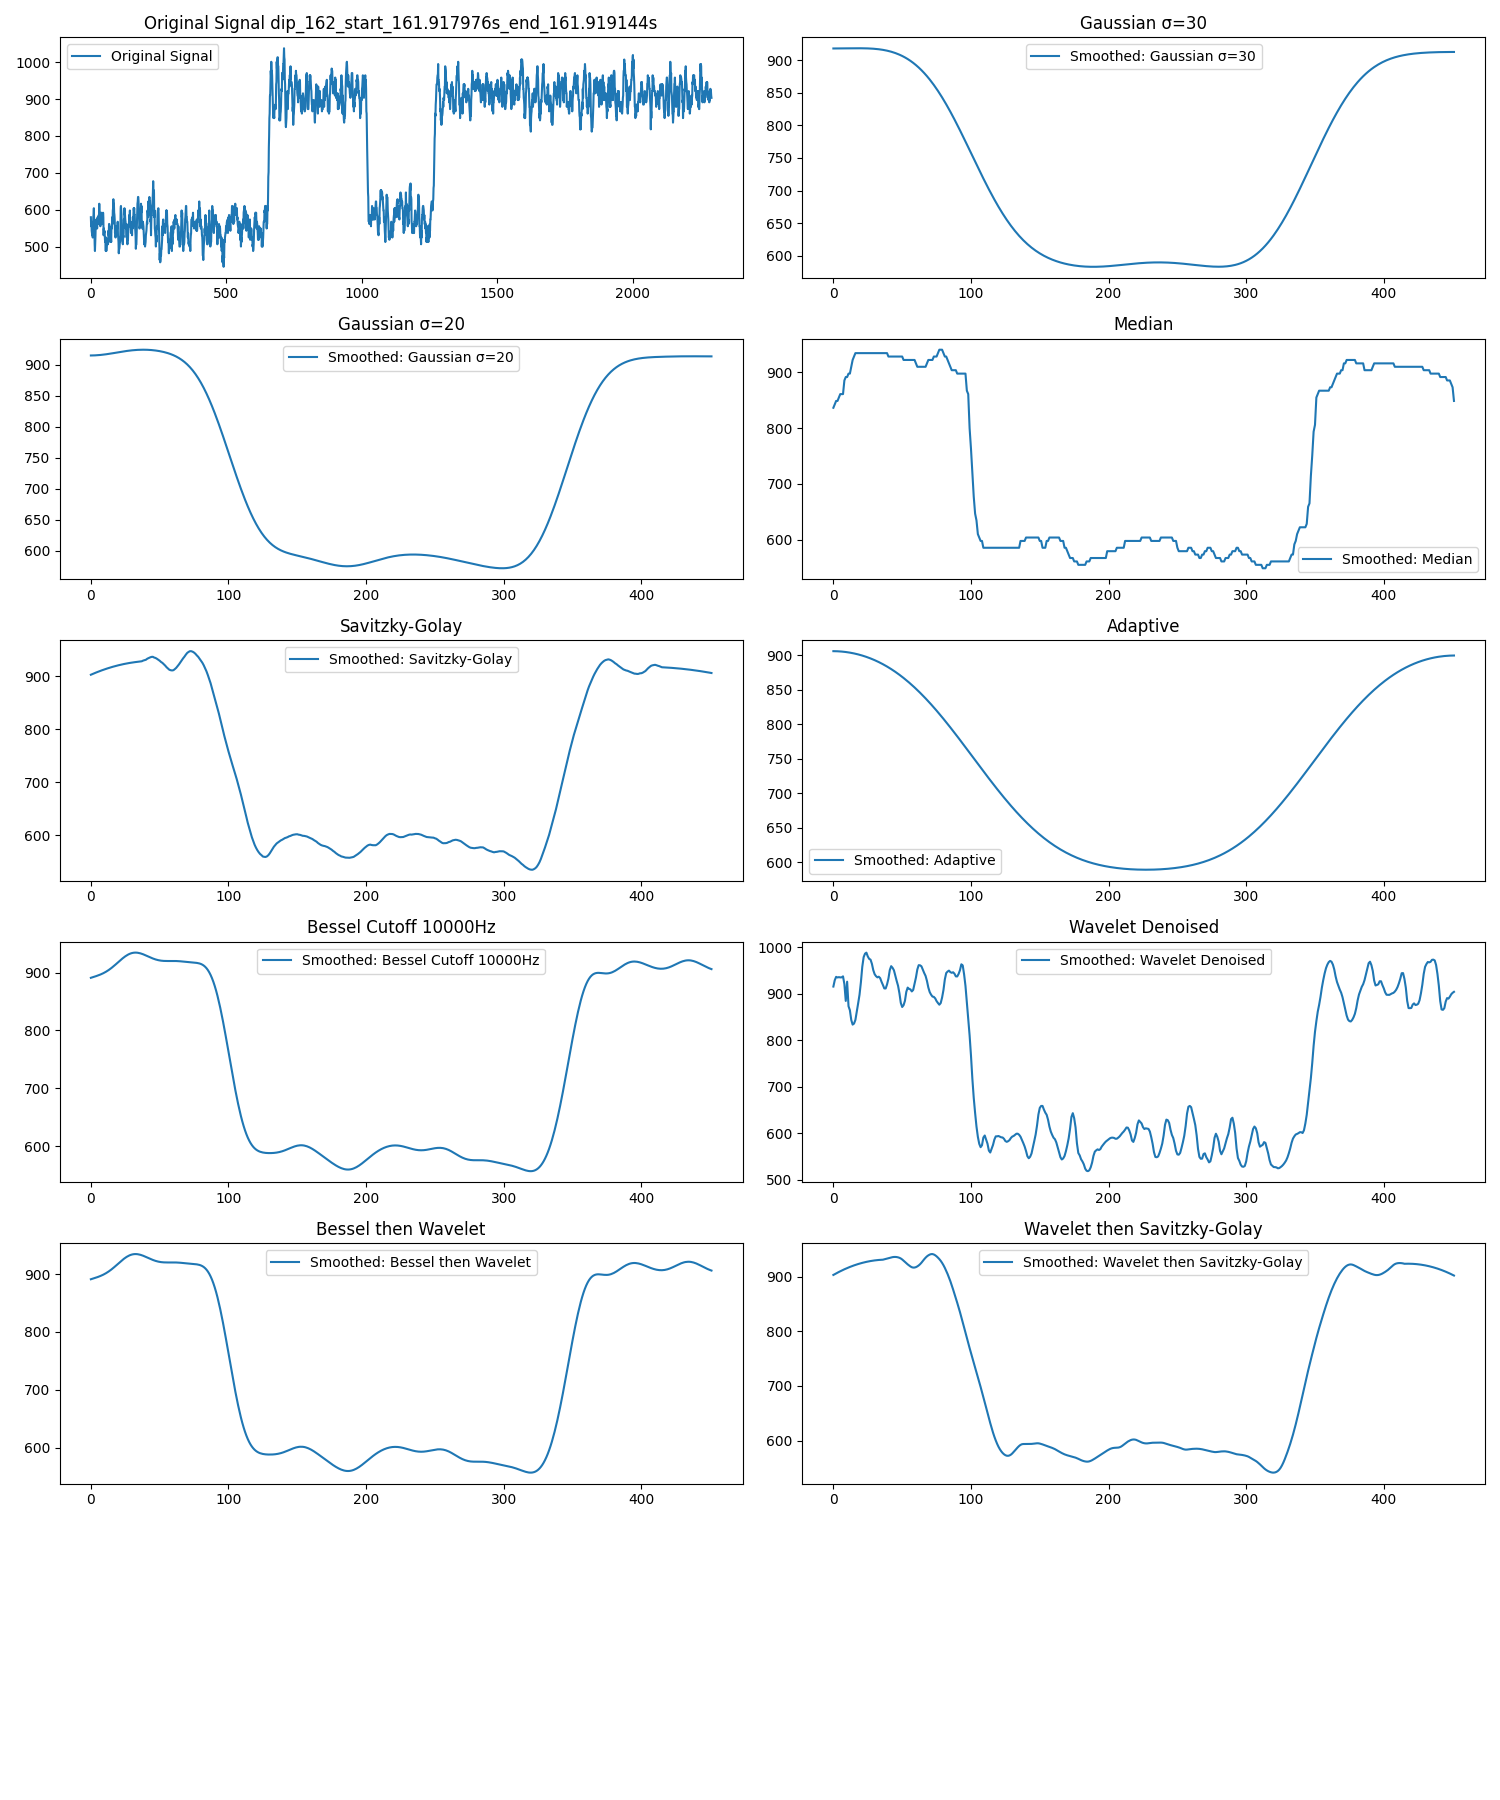 Original Signal dip_162_start_161.917976s_end_161.919144s
Original Signal
1000
900
800
700
600
500
0 500 1000 1500 2000
Gaussian σ=30
Smoothed: Gaussian σ=30
900
850
800
750
700
650
600
0 100 200 300 400
Gaussian σ=20
Smoothed: Gaussian σ=20
900
850
800
750
700
650
600
0 100 200 300 400
Median
Smoothed: Median
900
800
700
600
0 100 200 300 400
Savitzky-Golay
Smoothed: Savitzky-Golay
900
800
700
600
0 100 200 300 400
Adaptive
Smoothed: Adaptive
900
850
800
750
700
650
600
0 100 200 300 400
Bessel Cutoff 10000Hz
Smoothed: Bessel Cutoff 10000Hz
900
800
700
600
0 100 200 300 400
Wavelet Denoised
Smoothed: Wavelet Denoised
1000
900
800
700
600
500
0 100 200 300 400
Bessel then Wavelet
Smoothed: Bessel then Wavelet
900
800
700
600
0 100 200 300 400
Wavelet then Savitzky-Golay
Smoothed: Wavelet then Savitzky-Golay
900
800
700
600
0 100 200 300 400